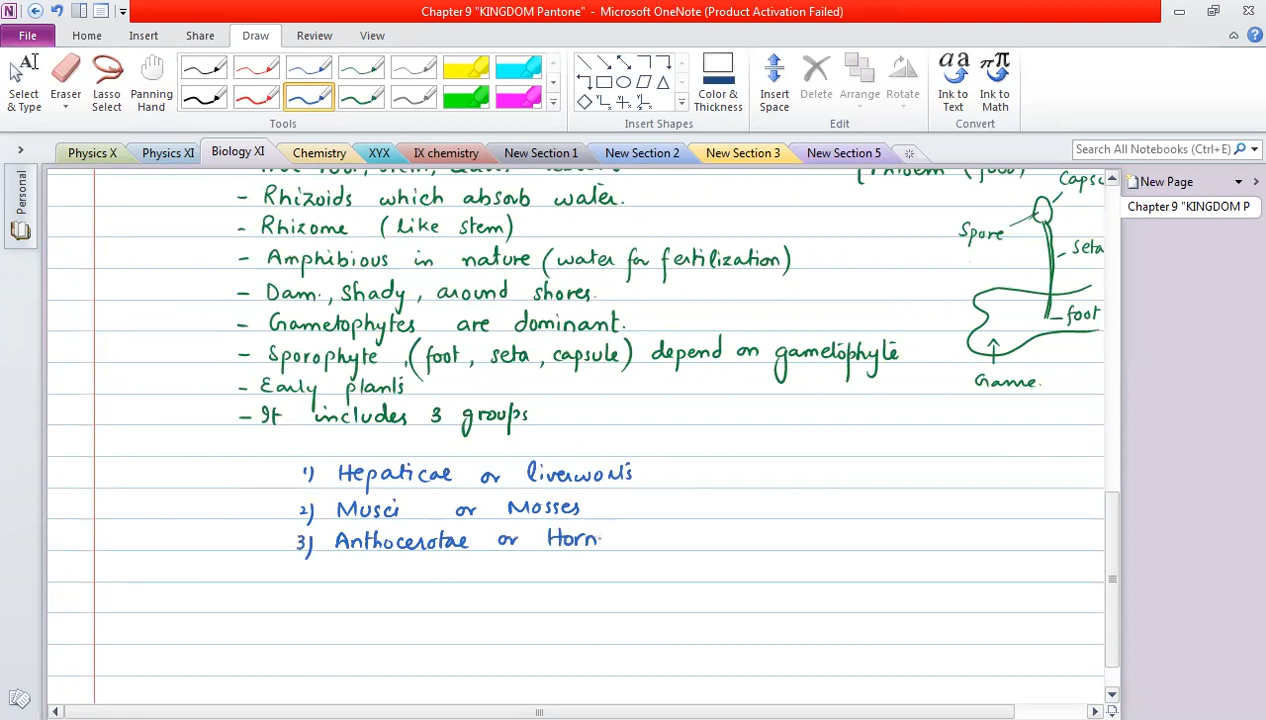 Chapter 9 "KINGDOM Pantone" - Microsoft OneNote (Product Activation Failed)
File Home Insert Share Draw Review View
Select & Type
Eraser
Lasso Select
Panning Hand
Color & Thickness
Insert Space
Delete
Arrange
Rotate
Ink to Text
Ink to Math
Tools Insert Shapes Edit Convert
Physics X Physics XI Biology XI Chemistry XYX IX chemistry New Section 1 New Section 2 New Section 3 New Section 5
Search All Notebooks (Ctrl+E)
Personal
New Page
Chapter 9 "KINGDOM P
- Rhizoids which absorb water.
- Rhizome (like stem)
- Amphibious in nature (water for fertilization)
- Dam., Shady, around shores.
- Gametophytes are dominant.
- Sporophyte, (foot, seta, capsule) depend on gametophyte
- Early plants
- It includes 3 groups
1) Hepaticae or liverworts
2) Musci or Mosses
3) Anthocerotae or Horn
Capsu
Spore
Seta
foot
Game.